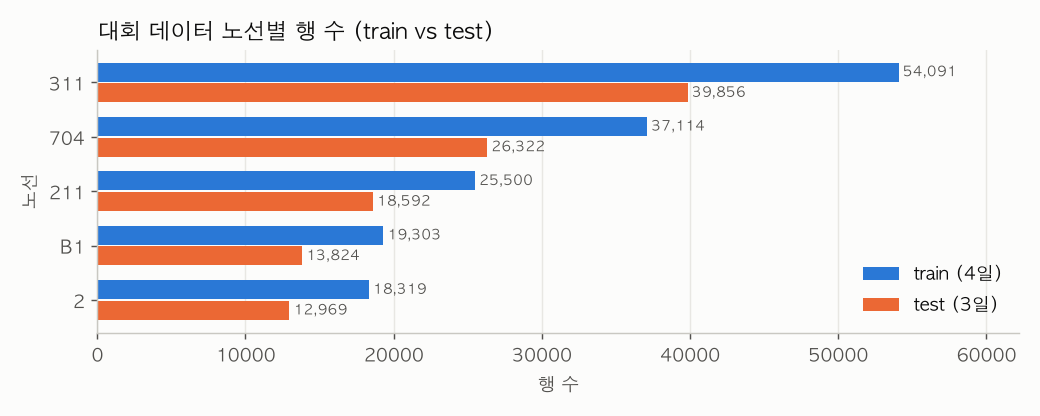 대회 데이터 노선별 행 수 (train vs test)
노선
311
54,091
39,856
704
37,114
26,322
211
25,500
18,592
B1
19,303
13,824
2
18,319
12,969
train (4일)
test (3일)
0 10000 20000 30000 40000 50000 60000
행 수